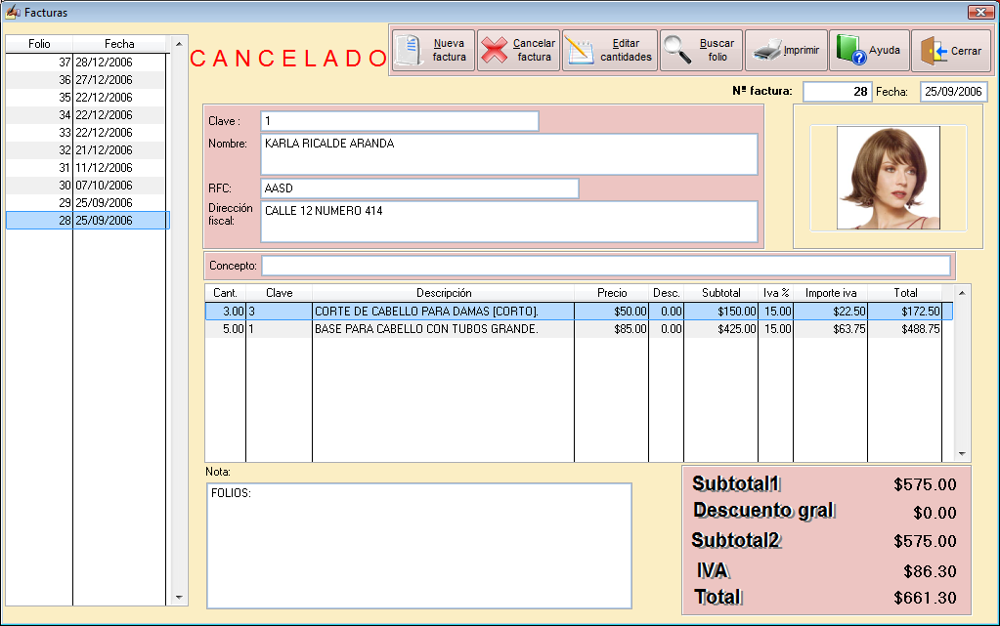 Facturas
Folio Fecha
37 28/12/2006
36 27/12/2006
35 22/12/2006
34 22/12/2006
33 22/12/2006
32 21/12/2006
31 11/12/2006
30 07/10/2006
29 25/09/2006
28 25/09/2006
CANCELADO
Nueva factura
Cancelar factura
Editar cantidades
Buscar folio
Imprimir
Ayuda
Cerrar
Nª factura: 28 Fecha: 25/09/2006
Clave : 1
Nombre: KARLA RICALDE ARANDA
RFC: AASD
Dirección fiscal: CALLE 12 NUMERO 414
Concepto:
Cant. Clave Descripción Precio Desc. Subtotal Iva % Importe iva Total
3.00 3 CORTE DE CABELLO PARA DAMAS [CORTO]. $50.00 0.00 $150.00 15.00 $22.50 $172.50
5.00 1 BASE PARA CABELLO CON TUBOS GRANDE. $85.00 0.00 $425.00 15.00 $63.75 $488.75
Nota:
FOLIOS:
Subtotal1 $575.00
Descuento gral $0.00
Subtotal2 $575.00
IVA $86.30
Total $661.30